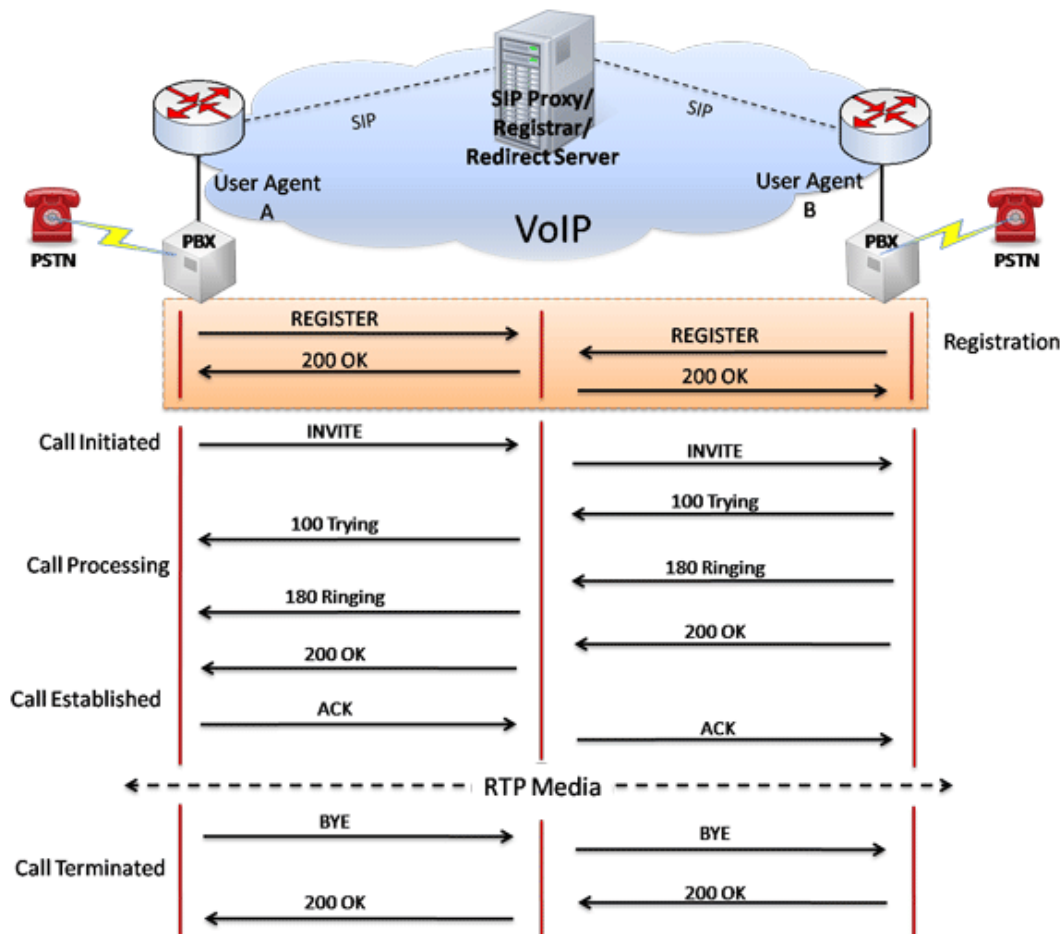 SIP Proxy/
Registrar/
Redirect Server
SIP
SIP
User Agent
A
User Agent
B
VoIP
PBX
PBX
PSTN
PSTN
REGISTER
REGISTER
Registration
200 OK
200 OK
Call Initiated
INVITE
INVITE
100 Trying
100 Trying
Call Processing
180 Ringing
180 Ringing
200 OK
200 OK
Call Established
ACK
ACK
RTP Media
BYE
BYE
Call Terminated
200 OK
200 OK